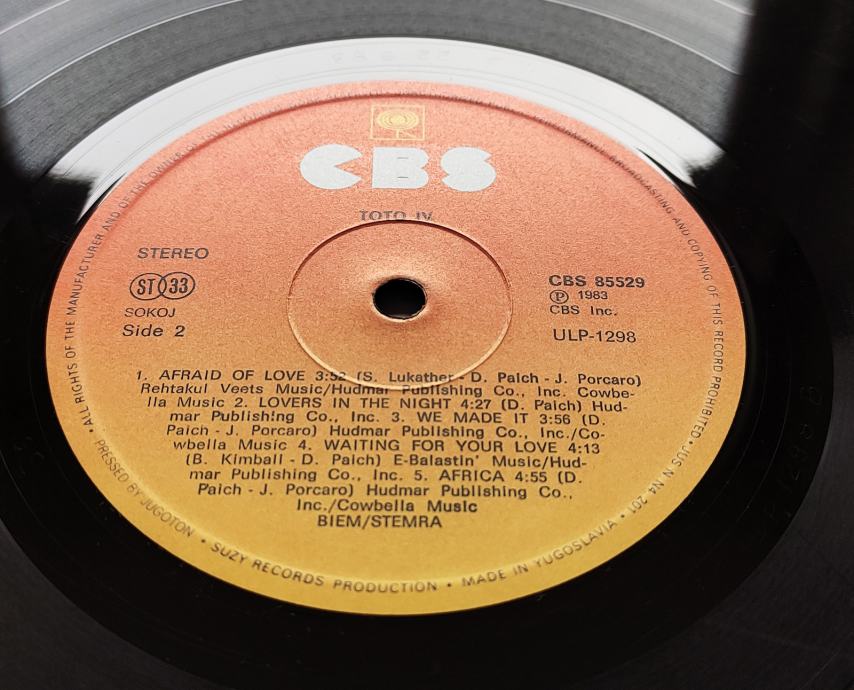 CBS
TOTO IV
STEREO
ST 33
SOKOJ
Side 2
CBS 85529
Ⓟ 1983
CBS Inc.
ULP-1298
1. AFRAID OF LOVE 3:52 (S. Lukather - D. Paich - J. Porcaro)
Rehtakul Veets Music/Hudmar Publishing Co., Inc. Cowbe-
lla Music 2. LOVERS IN THE NIGHT 4:27 (D. Paich) Hud-
mar Publishing Co., Inc. 3. WE MADE IT 3:56 (D.
Paich - J. Porcaro) Hudmar Publishing Co., Inc./Co-
wbella Music 4. WAITING FOR YOUR LOVE 4:13
(B. Kimball - D. Paich) E-Balastin' Music/Hud-
mar Publishing Co., Inc. 5. AFRICA 4:55 (D.
Paich - J. Porcaro) Hudmar Publishing Co.,
Inc./Cowbella Music
BIEM/STEMRA
• ALL RIGHTS OF THE MANUFACTURER AND OF THE OWNER BROADCASTING AND COPYING OF THIS RECORD PROHIBITED • JUS N N4 201 •
PRESSED BY JUGOTON • SUZY RECORDS PRODUCTION • MADE IN YUGOSLAVIA •